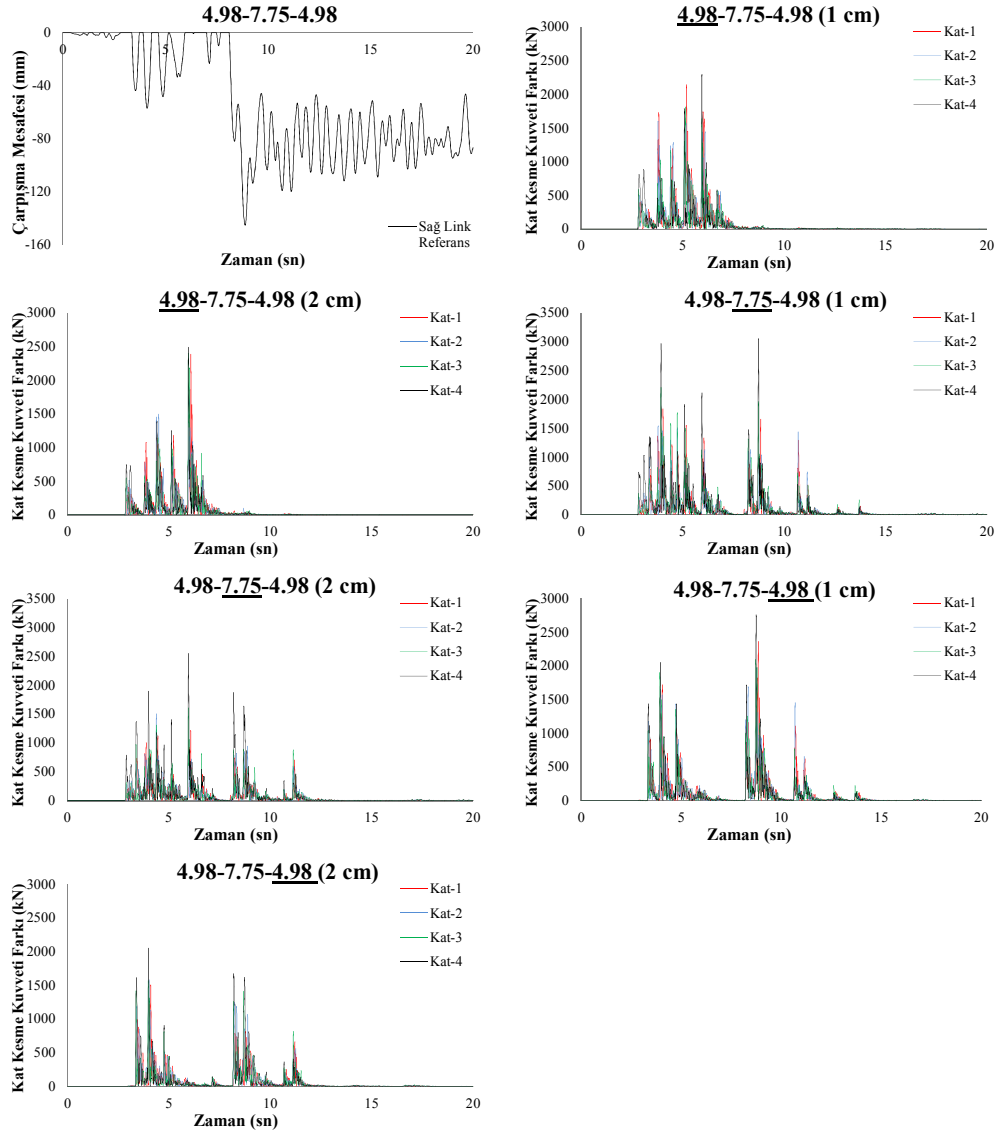 4.98-7.75-4.98
Çarpışma Mesafesi (mm)
0
-40
-80
-120
-160
0 5 10 15 20
Sağ Link
Referans
Zaman (sn)
4.98-7.75-4.98 (1 cm)
Kat Kesme Kuvveti Farkı (kN)
3000
2500
2000
1500
1000
500
0
0 5 10 15 20
Kat-1
Kat-2
Kat-3
Kat-4
Zaman (sn)
4.98-7.75-4.98 (2 cm)
Kat Kesme Kuvveti Farkı (kN)
3000
2500
2000
1500
1000
500
0
0 5 10 15 20
Kat-1
Kat-2
Kat-3
Kat-4
Zaman (sn)
4.98-7.75-4.98 (1 cm)
Kat Kesme Kuvveti Farkı (kN)
3500
3000
2500
2000
1500
1000
500
0
0 5 10 15 20
Kat-1
Kat-2
Kat-3
Kat-4
Zaman (sn)
4.98-7.75-4.98 (2 cm)
Kat Kesme Kuvveti Farkı (kN)
3500
3000
2500
2000
1500
1000
500
0
0 5 10 15 20
Kat-1
Kat-2
Kat-3
Kat-4
Zaman (sn)
4.98-7.75-4.98 (1 cm)
Kat Kesme Kuvveti Farkı (kN)
3000
2500
2000
1500
1000
500
0
0 5 10 15 20
Kat-1
Kat-2
Kat-3
Kat-4
Zaman (sn)
4.98-7.75-4.98 (2 cm)
Kat Kesme Kuvveti Farkı (kN)
3000
2500
2000
1500
1000
500
0
0 5 10 15 20
Kat-1
Kat-2
Kat-3
Kat-4
Zaman (sn)